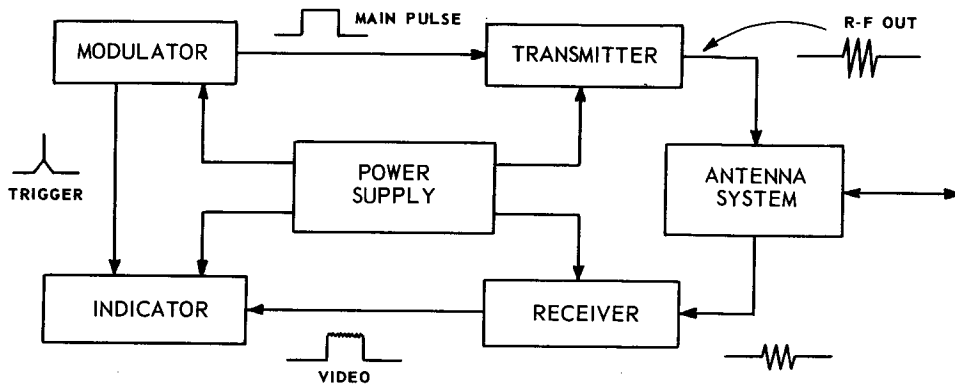 MAIN PULSE
R-F OUT
MODULATOR
TRANSMITTER
TRIGGER
POWER
SUPPLY
ANTENNA
SYSTEM
INDICATOR
RECEIVER
VIDEO